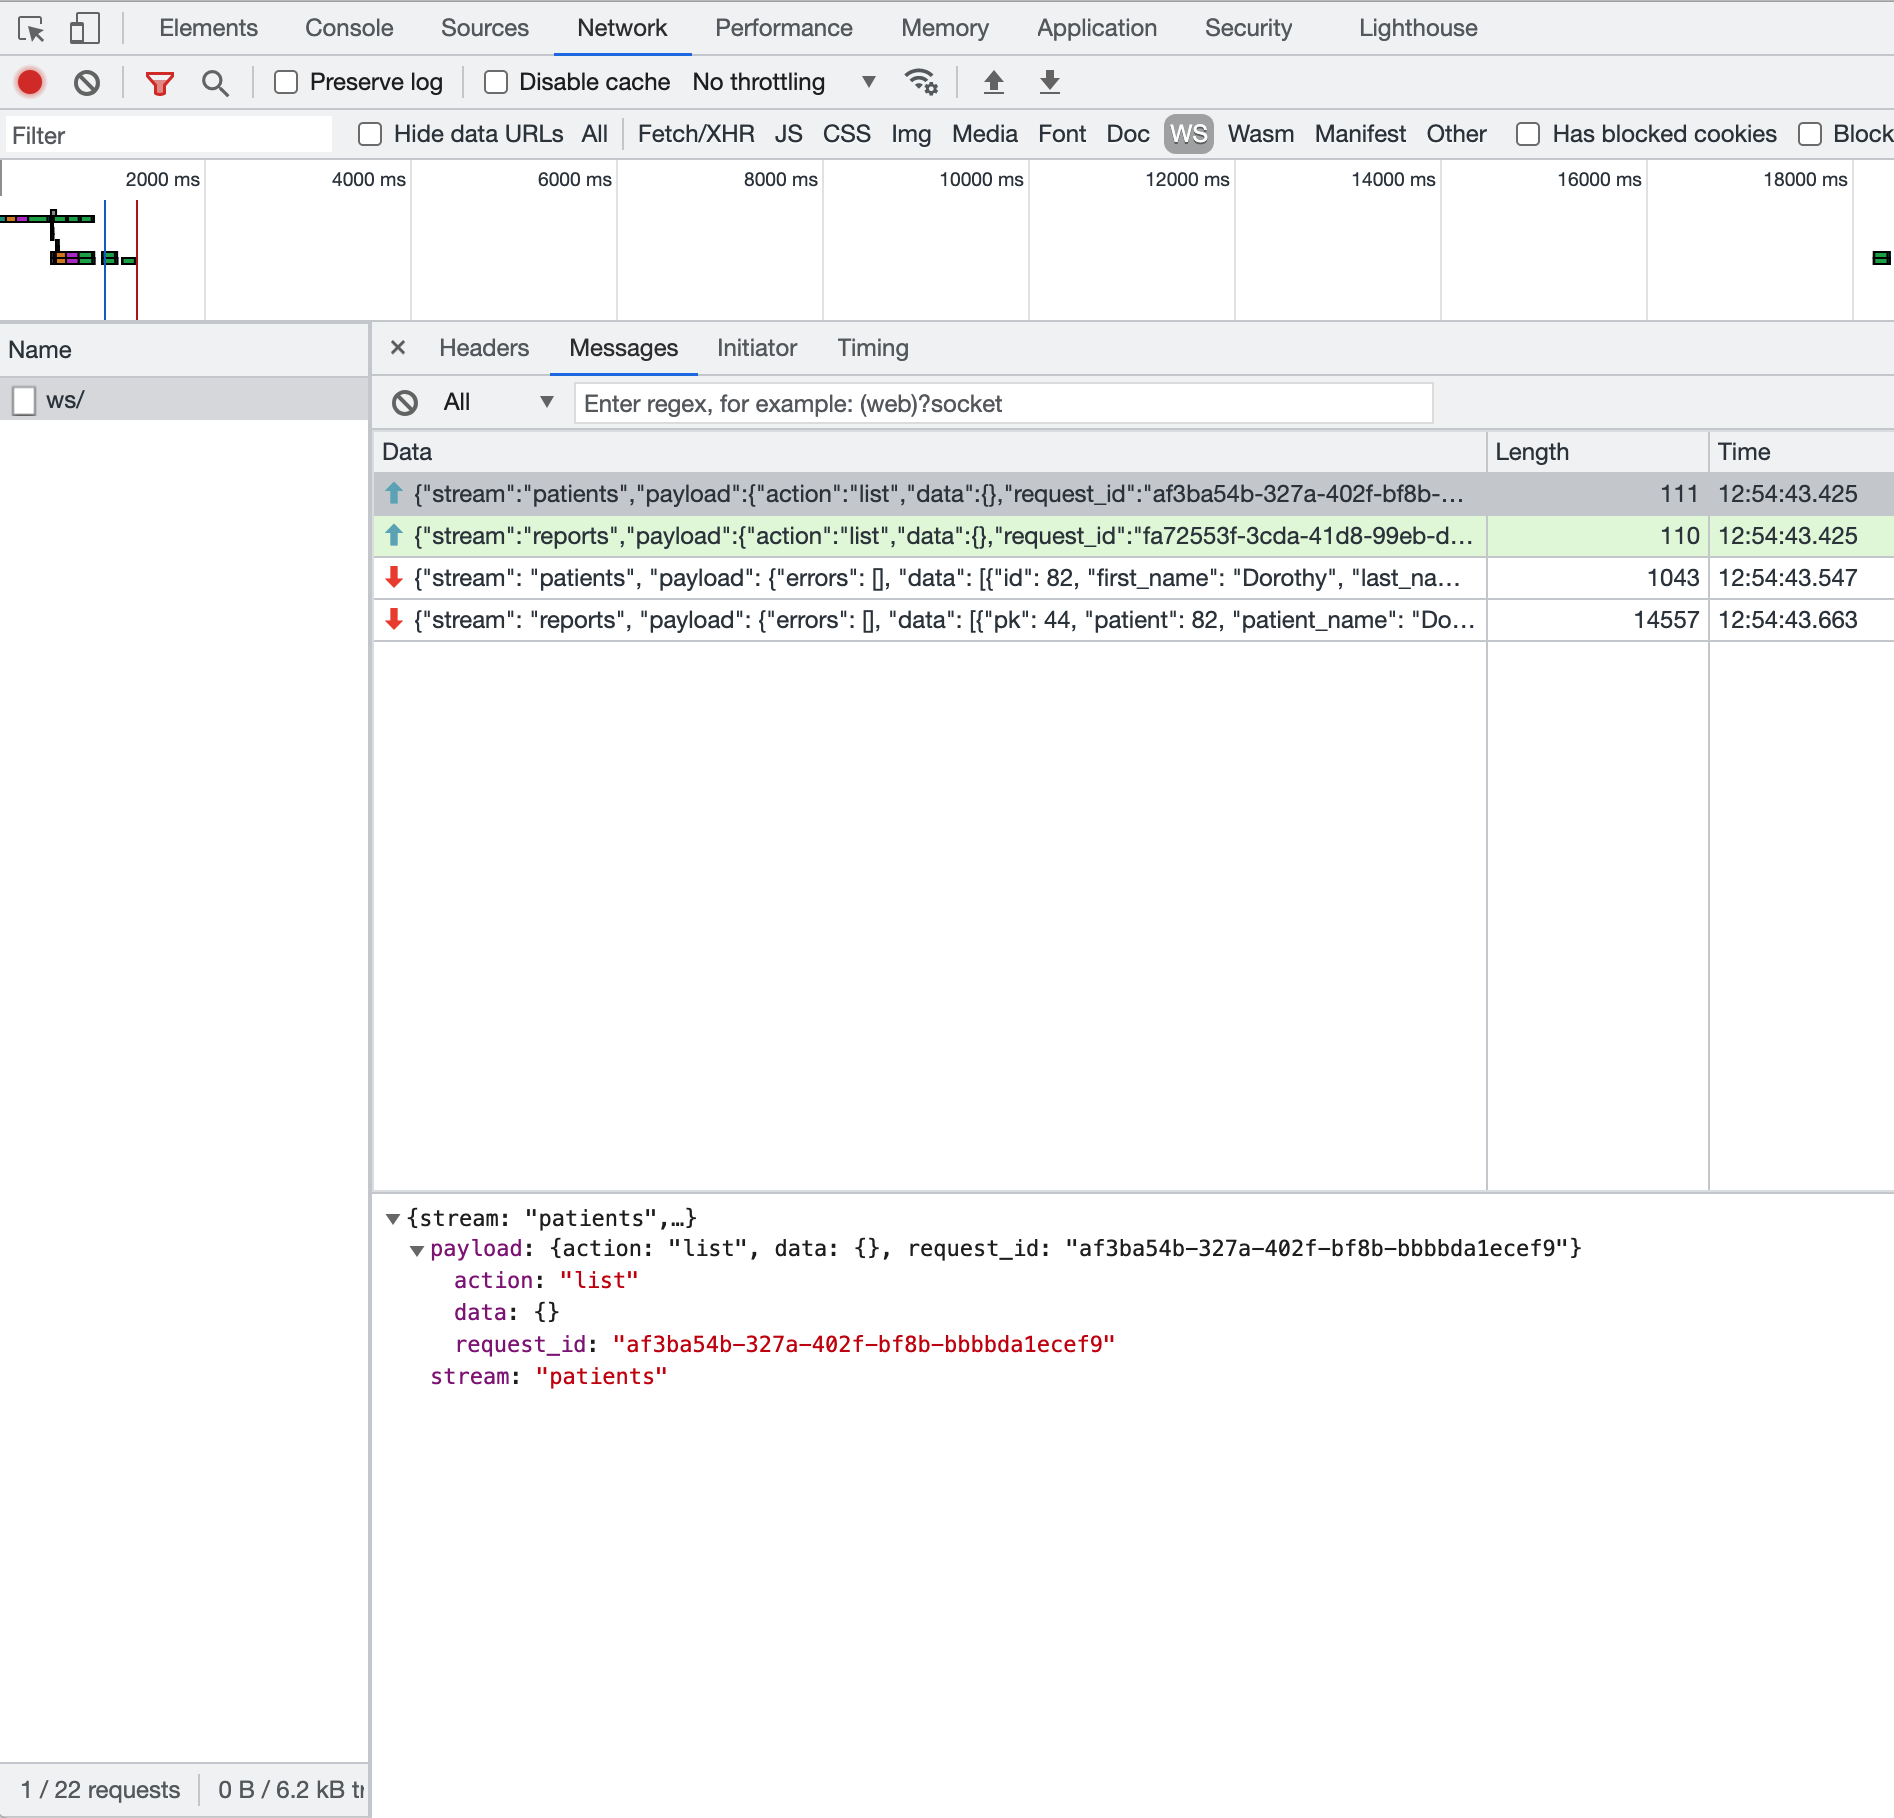 Elements Console Sources Network Performance Memory Application Security Lighthouse
Preserve log Disable cache No throttling
Filter Hide data URLs All Fetch/XHR JS CSS Img Media Font Doc WS Wasm Manifest Other Has blocked cookies Block
2000 ms 4000 ms 6000 ms 8000 ms 10000 ms 12000 ms 14000 ms 16000 ms 18000 ms
Name
ws/
× Headers Messages Initiator Timing
All Enter regex, for example: (web)?socket
Data Length Time
{"stream":"patients","payload":{"action":"list","data":{},"request_id":"af3ba54b-327a-402f-bf8b-… 111 12:54:43.425
{"stream":"reports","payload":{"action":"list","data":{},"request_id":"fa72553f-3cda-41d8-99eb-d… 110 12:54:43.425
{"stream": "patients", "payload": {"errors": [], "data": [{"id": 82, "first_name": "Dorothy", "last_na… 1043 12:54:43.547
{"stream": "reports", "payload": {"errors": [], "data": [{"pk": 44, "patient": 82, "patient_name": "Do… 14557 12:54:43.663
{stream: "patients",…}
payload: {action: "list", data: {}, request_id: "af3ba54b-327a-402f-bf8b-bbbbda1ecef9"}
action: "list"
data: {}
request_id: "af3ba54b-327a-402f-bf8b-bbbbda1ecef9"
stream: "patients"
1 / 22 requests 0 B / 6.2 kB tr